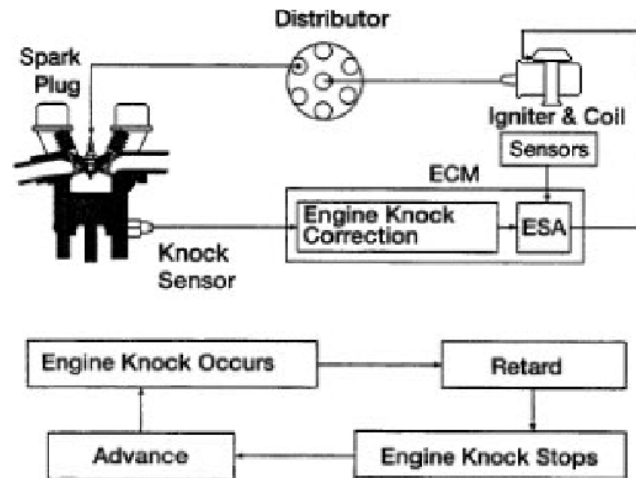 Distributor
Spark
Plug
Igniter & Coil
Sensors
ECM
Engine Knock
Correction
ESA
Knock
Sensor
Engine Knock Occurs
Retard
Advance
Engine Knock Stops